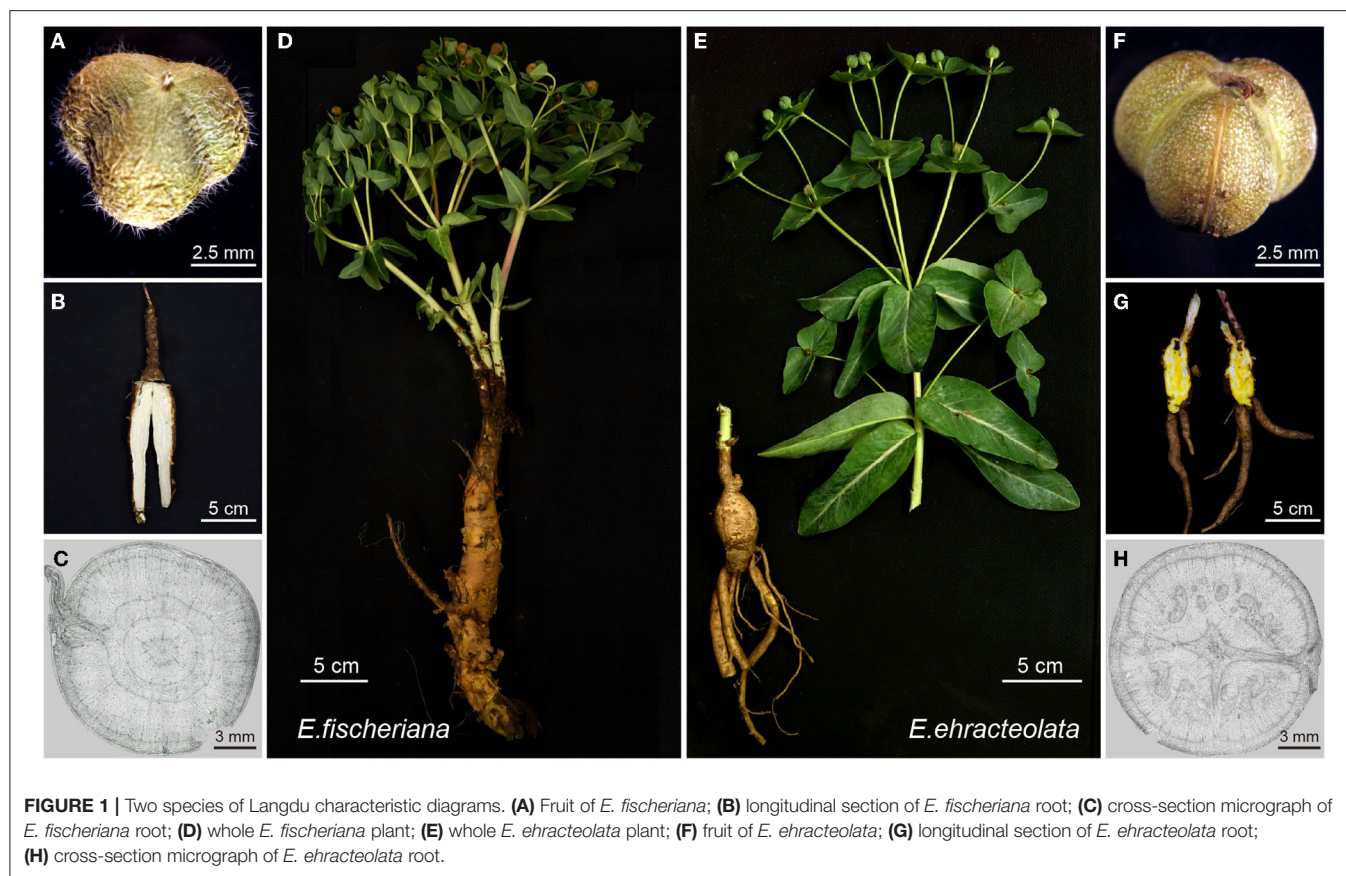 A
2.5 mm
B
5 cm
C
3 mm
D
5 cm
E.fischeriana
E
5 cm
E.ehracteolata
F
2.5 mm
G
5 cm
H
3 mm
FIGURE 1 | Two species of Langdu characteristic diagrams. (A) Fruit of E. fischeriana; (B) longitudinal section of E. fischeriana root; (C) cross-section micrograph of
E. fischeriana root; (D) whole E. fischeriana plant; (E) whole E. ehracteolata plant; (F) fruit of E. ehracteolata; (G) longitudinal section of E. ehracteolata root;
(H) cross-section micrograph of E. ehracteolata root.